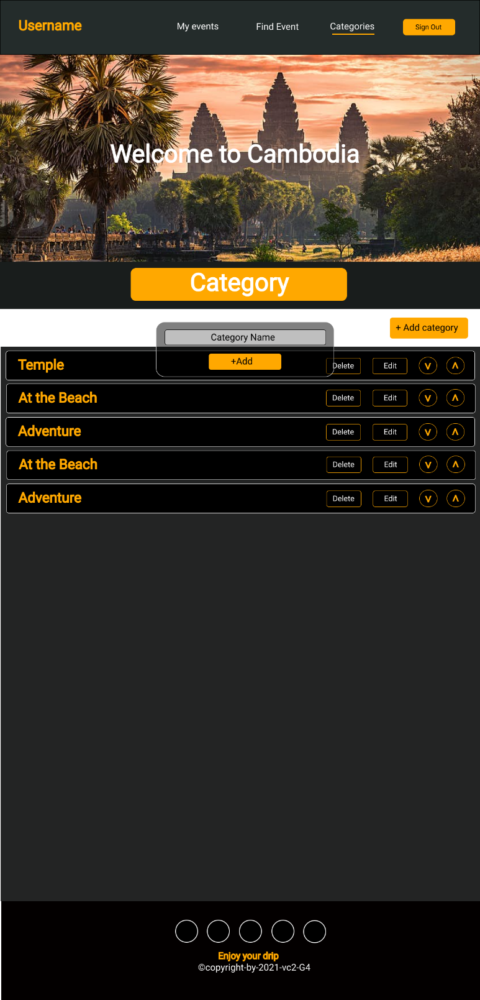 Username
My events
Find Event
Categories
Sign Out
Welcome to Cambodia
Category
+ Add category
Category Name
+Add
Temple
Delete
Edit
v
ʌ
At the Beach
Delete
Edit
v
ʌ
Adventure
Delete
Edit
v
ʌ
At the Beach
Delete
Edit
v
ʌ
Adventure
Delete
Edit
v
ʌ
Enjoy your drip
©copyright-by-2021-vc2-G4